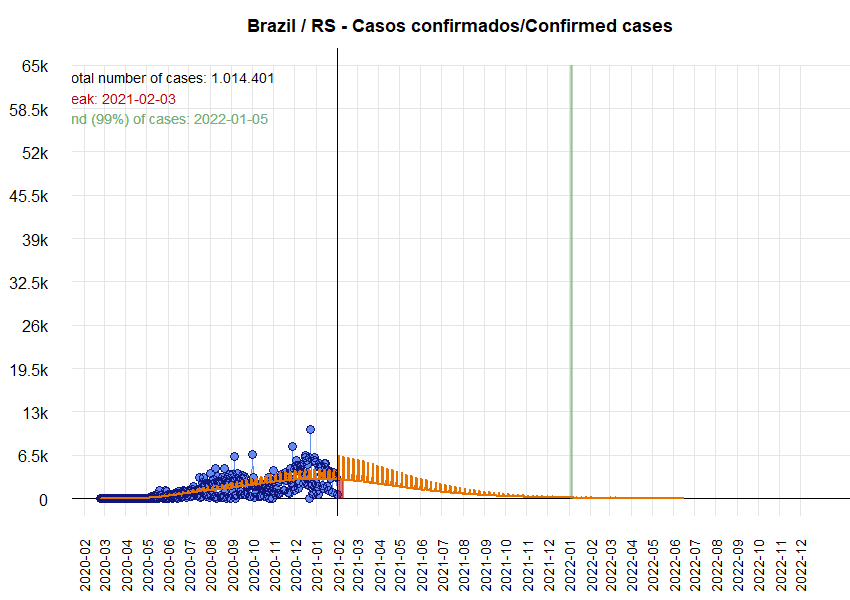 Brazil / RS - Casos confirmados/Confirmed cases
otal number of cases: 1.014.401
eak: 2021-02-03
nd (99%) of cases: 2022-01-05
65k
58.5k
52k
45.5k
39k
32.5k
26k
19.5k
13k
6.5k
0
2020-02
2020-03
2020-04
2020-05
2020-06
2020-07
2020-08
2020-09
2020-10
2020-11
2020-12
2021-01
2021-02
2021-03
2021-04
2021-05
2021-06
2021-07
2021-08
2021-09
2021-10
2021-11
2021-12
2022-01
2022-02
2022-03
2022-04
2022-05
2022-06
2022-07
2022-08
2022-09
2022-10
2022-11
2022-12